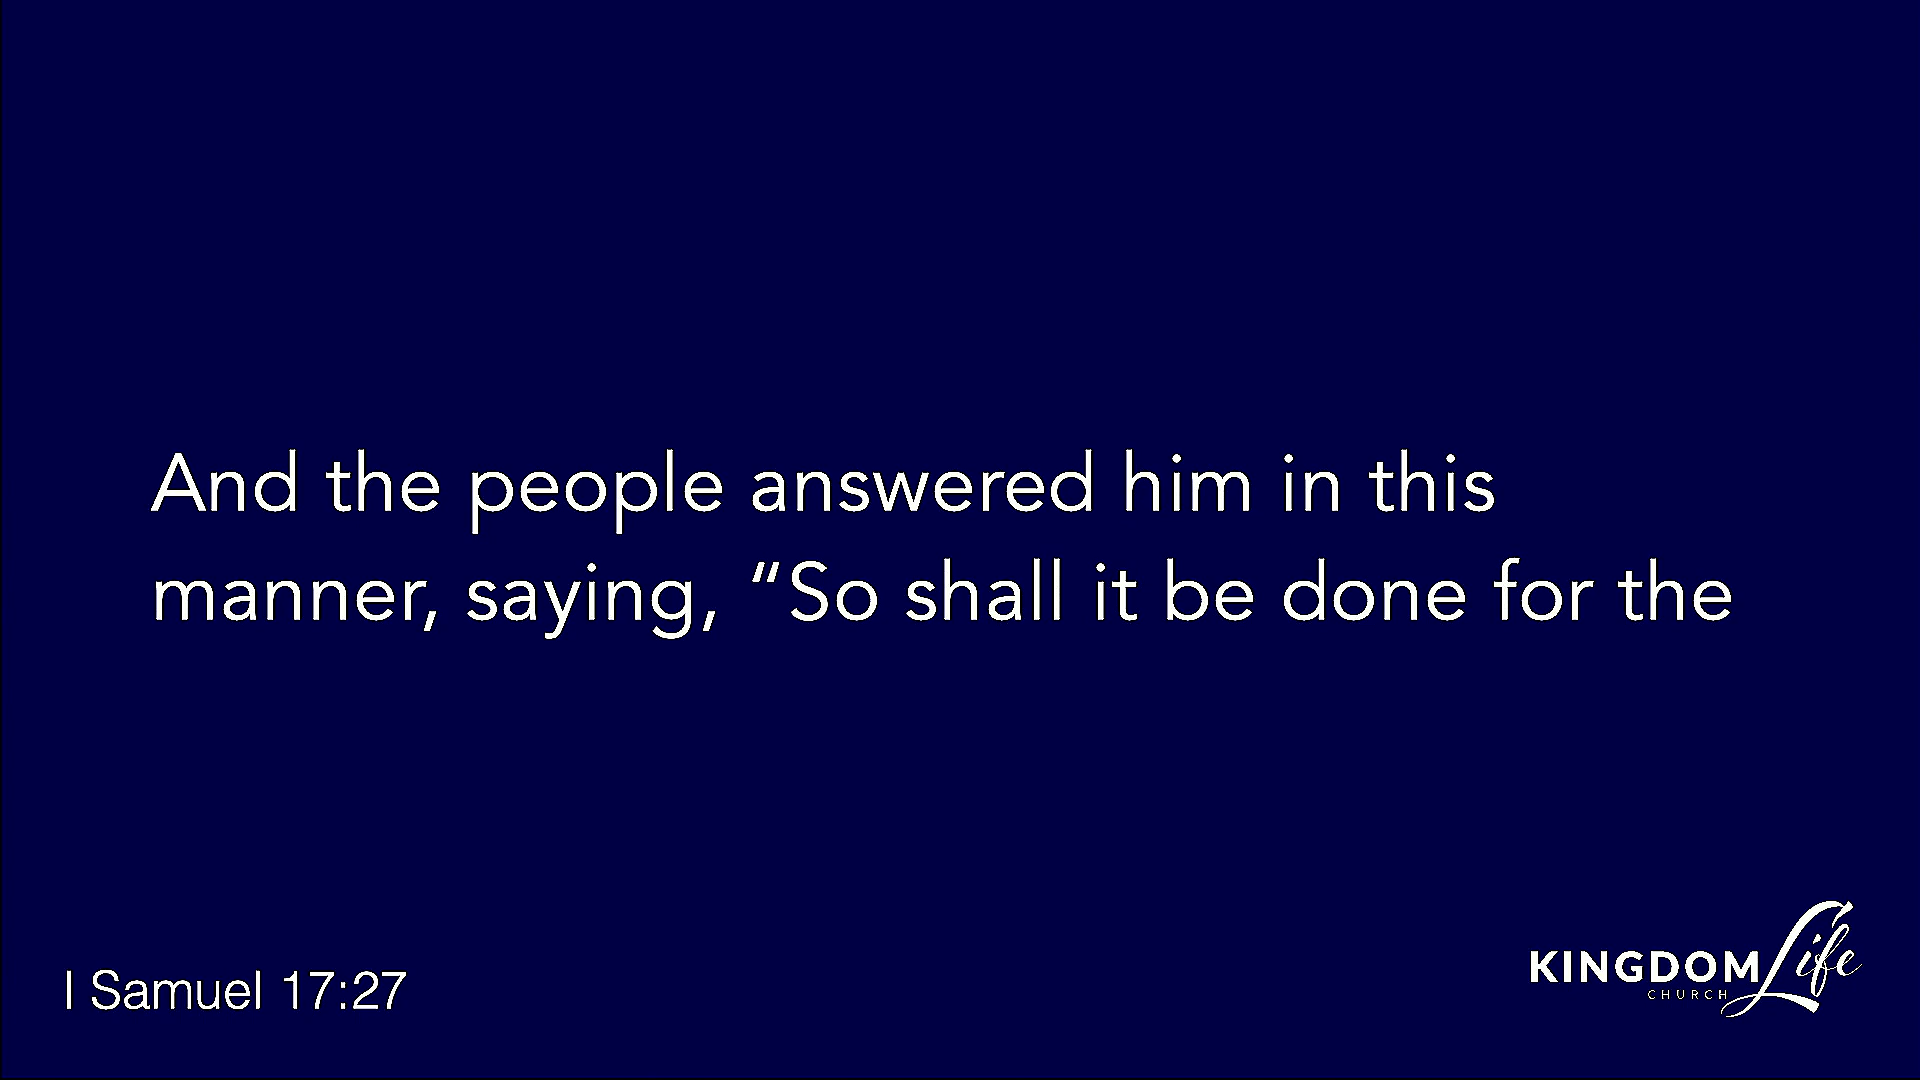 And the people answered him in this
manner, saying, “So shall it be done for the
I Samuel 17:27
KINGDOM Life
CHURCH